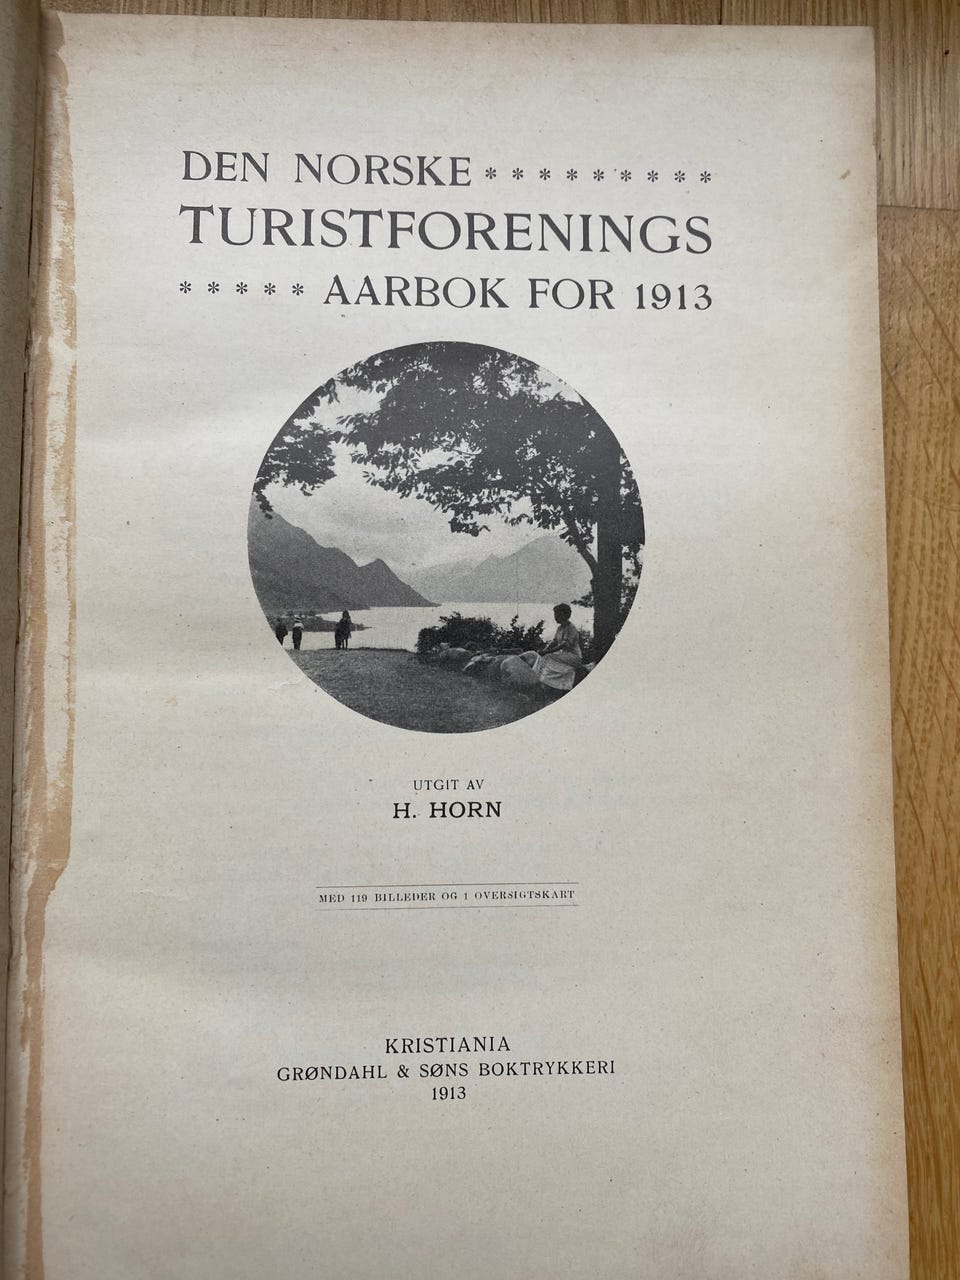 DEN NORSKE * * * * * * * * *
TURISTFORENINGS
* * * * * AARBOK FOR 1913
UTGIT AV
H. HORN
MED 119 BILLEDER OG 1 OVERSIGTSKART
KRISTIANIA
GRØNDAHL & SØNS BOKTRYKKERI
1913